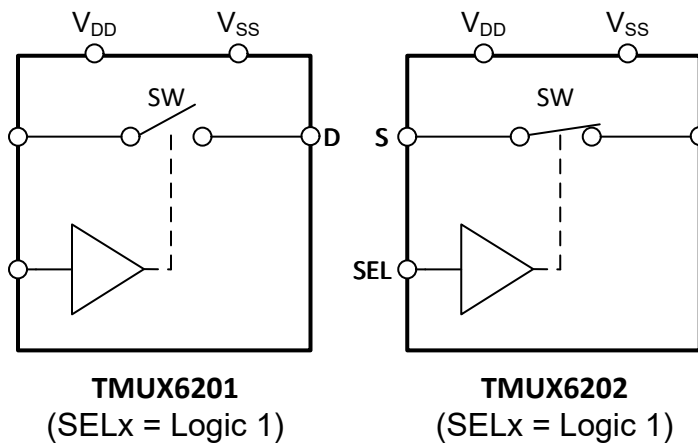 VDD VSS VDD VSS
SW SW
D S
SEL
TMUX6201 TMUX6202
(SELx = Logic 1) (SELx = Logic 1)